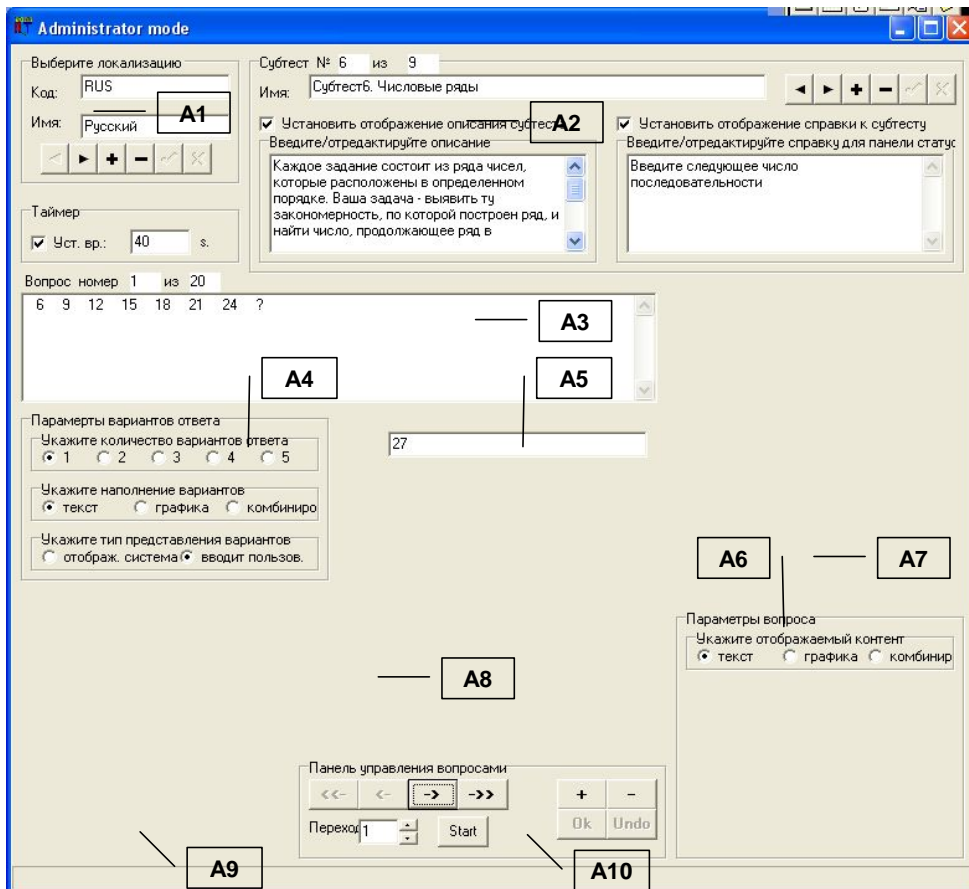 Administrator mode
Выберите локализацию
Код: RUS
Имя: Русский
A1
Субтест № 6 из 9
Имя: Субтест6. Числовые ряды
Установить отображение описания субтест
A2
Установить отображение справки к субтесту
Введите/отредактируйте описание
Каждое задание состоит из ряда чисел,
которые расположены в определенном
порядке. Ваша задача - выявить ту
закономерность, по которой построен ряд, и
найти число, продолжающее ряд в
Введите/отредактируйте справку для панели статус
Введите следующее число
последовательности
Таймер
Уст. вр.: 40 s.
Вопрос номер 1 из 20
6 9 12 15 18 21 24 ?
A3
A4
A5
Парамерты вариантов ответа
Укажите количество вариантов ответа
1 2 3 4 5
27
Укажите наполнение вариантов
текст графика комбиниро
Укажите тип представления вариантов
отображ. система вводит пользов.
A6
A7
Параметры вопроса
Укажите отображаемый контент
текст графика комбинир
A8
Панель управления вопросами
<<- <- -> ->> + -
Переход 1 Start Ok Undo
A9
A10